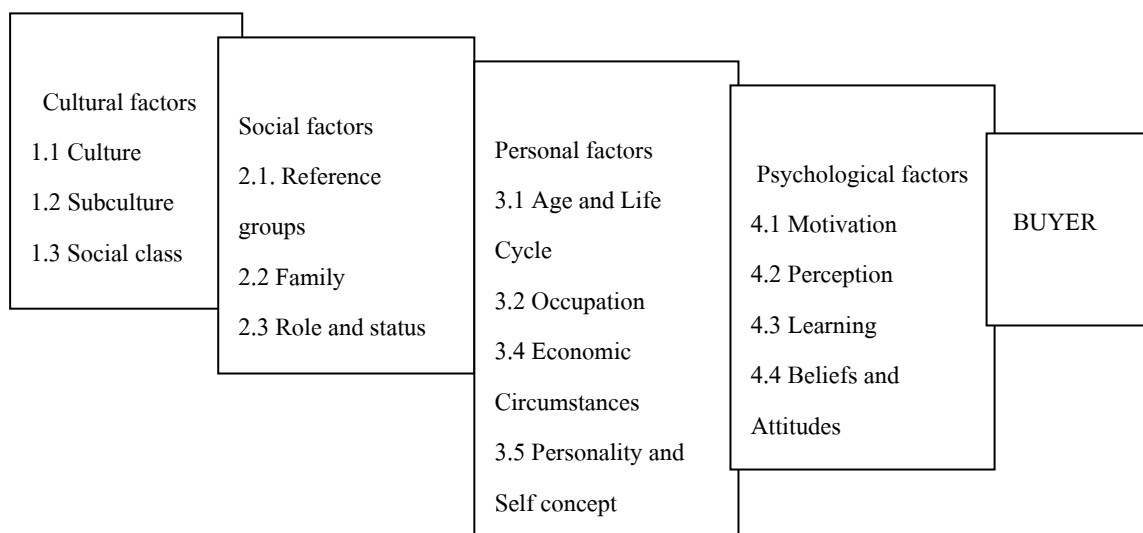 Cultural factors
1.1 Culture
1.2 Subculture
1.3 Social class
Social factors
2.1. Reference
groups
2.2 Family
2.3 Role and status
Personal factors
3.1 Age and Life
Cycle
3.2 Occupation
3.4 Economic
Circumstances
3.5 Personality and
Self concept
Psychological factors
4.1 Motivation
4.2 Perception
4.3 Learning
4.4 Beliefs and
Attitudes
BUYER